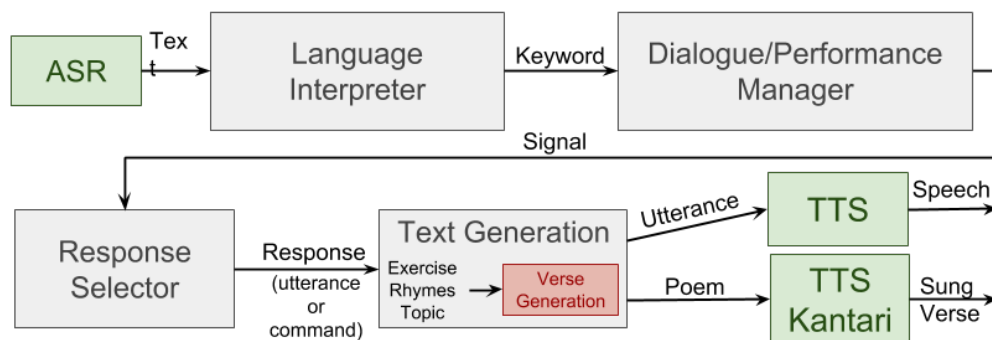 ASR
Tex
t
Language
Interpreter
Keyword
Dialogue/Performance
Manager
Signal
Response
Selector
Response
(utterance
or
command)
Text Generation
Exercise
Rhymes
Topic
Verse
Generation
Utterance
TTS
Speech
Poem
TTS
Kantari
Sung
Verse